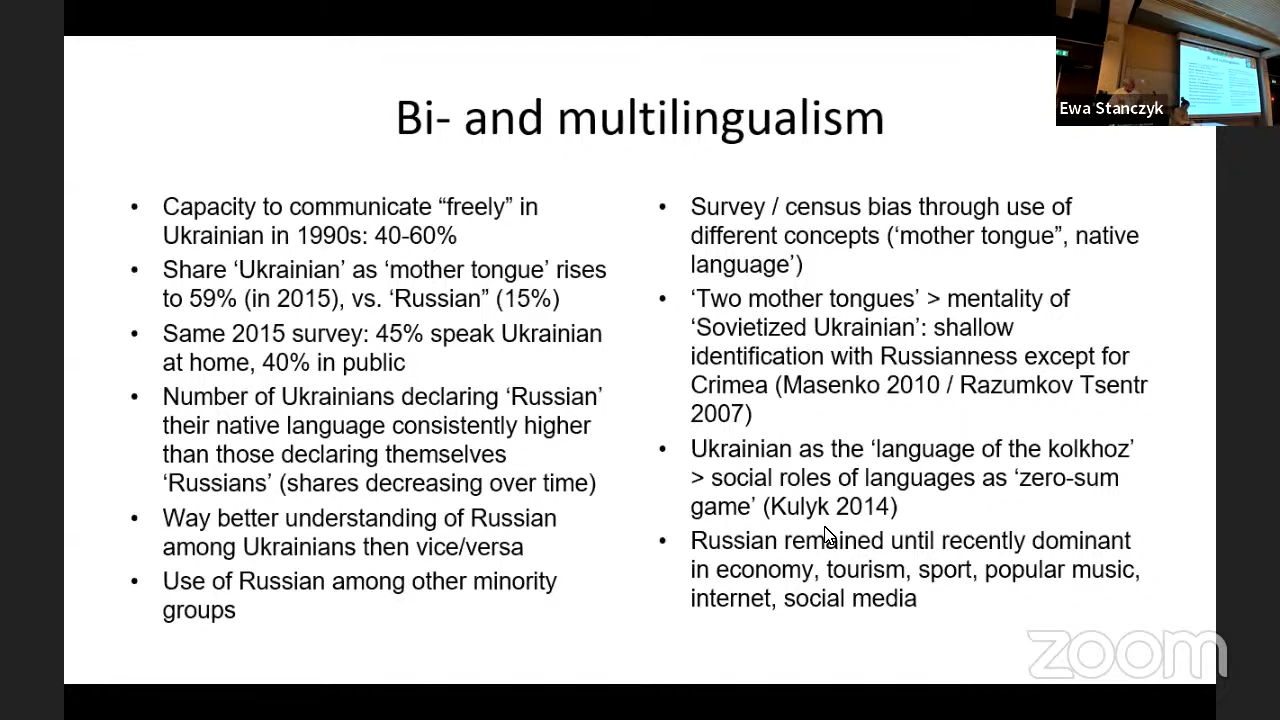 Bi- and multilingualism
• Capacity to communicate “freely” in
Ukrainian in 1990s: 40-60%
• Share ‘Ukrainian’ as ‘mother tongue’ rises
to 59% (in 2015), vs. ‘Russian” (15%)
• Same 2015 survey: 45% speak Ukrainian
at home, 40% in public
• Number of Ukrainians declaring ‘Russian’
their native language consistently higher
than those declaring themselves
‘Russians’ (shares decreasing over time)
• Way better understanding of Russian
among Ukrainians then vice/versa
• Use of Russian among other minority
groups
• Survey / census bias through use of
different concepts (‘mother tongue”, native
language’)
• ‘Two mother tongues’ > mentality of
‘Sovietized Ukrainian’: shallow
identification with Russianness except for
Crimea (Masenko 2010 / Razumkov Tsentr
2007)
• Ukrainian as the ‘language of the kolkhoz’
> social roles of languages as ‘zero-sum
game’ (Kulyk 2014)
• Russian remained until recently dominant
in economy, tourism, sport, popular music,
internet, social media
Ewa Stanczyk
Bi- and multilingualism
zoom